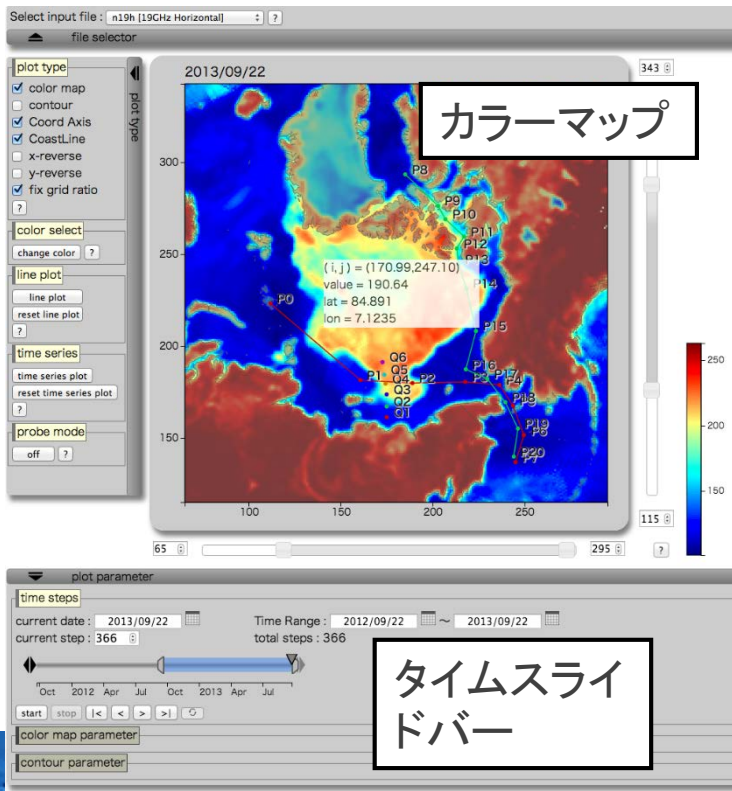 Select input file : n19h [19GHz Horizontal] ?
file selector
plot type
color map
contour
Coord Axis
CoastLine
x-reverse
y-reverse
fix grid ratio
?
color select
change color ?
line plot
line plot
reset line plot
?
time series
time series plot
reset time series plot
?
probe mode
off ?
plot type
2013/09/22
カラーマップ
343
300
250
200
150
100 150 200 250
P8
P9
P10
P11
P12
P13
P14
P15
P16
P17
P18
P19
P20
P0
P1
P2
P3
P4
P6
P7
Q6
Q5
Q4
Q3
Q2
Q1
( i, j ) = (170.99,247.10)
value = 190.64
lat = 84.891
lon = 7.1235
250
200
150
115
65
295 ?
plot parameter
time steps
current date : 2013/09/22 Time Range : 2012/09/22 ~ 2013/09/22
current step : 366 total steps : 366
Oct 2012 Apr Jul Oct 2013 Apr Jul
start stop |< < > >|
color map parameter
contour parameter
タイムスライ
ドバー